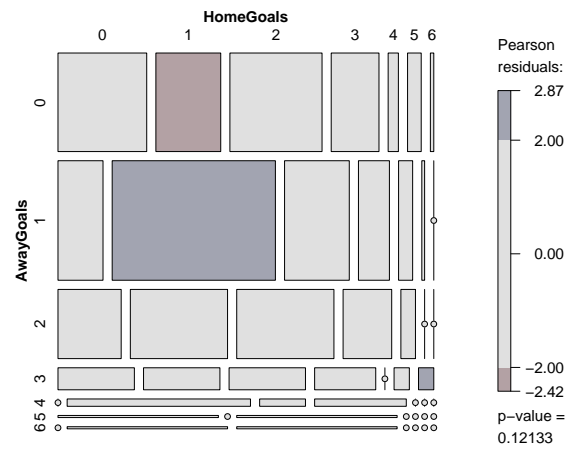 HomeGoals
0 1 2 3 4 5 6
AwayGoals
0
1
2
3
4
5
6
Pearson
residuals:
2.87
2.00
0.00
−2.00
−2.42
p−value =
0.12133